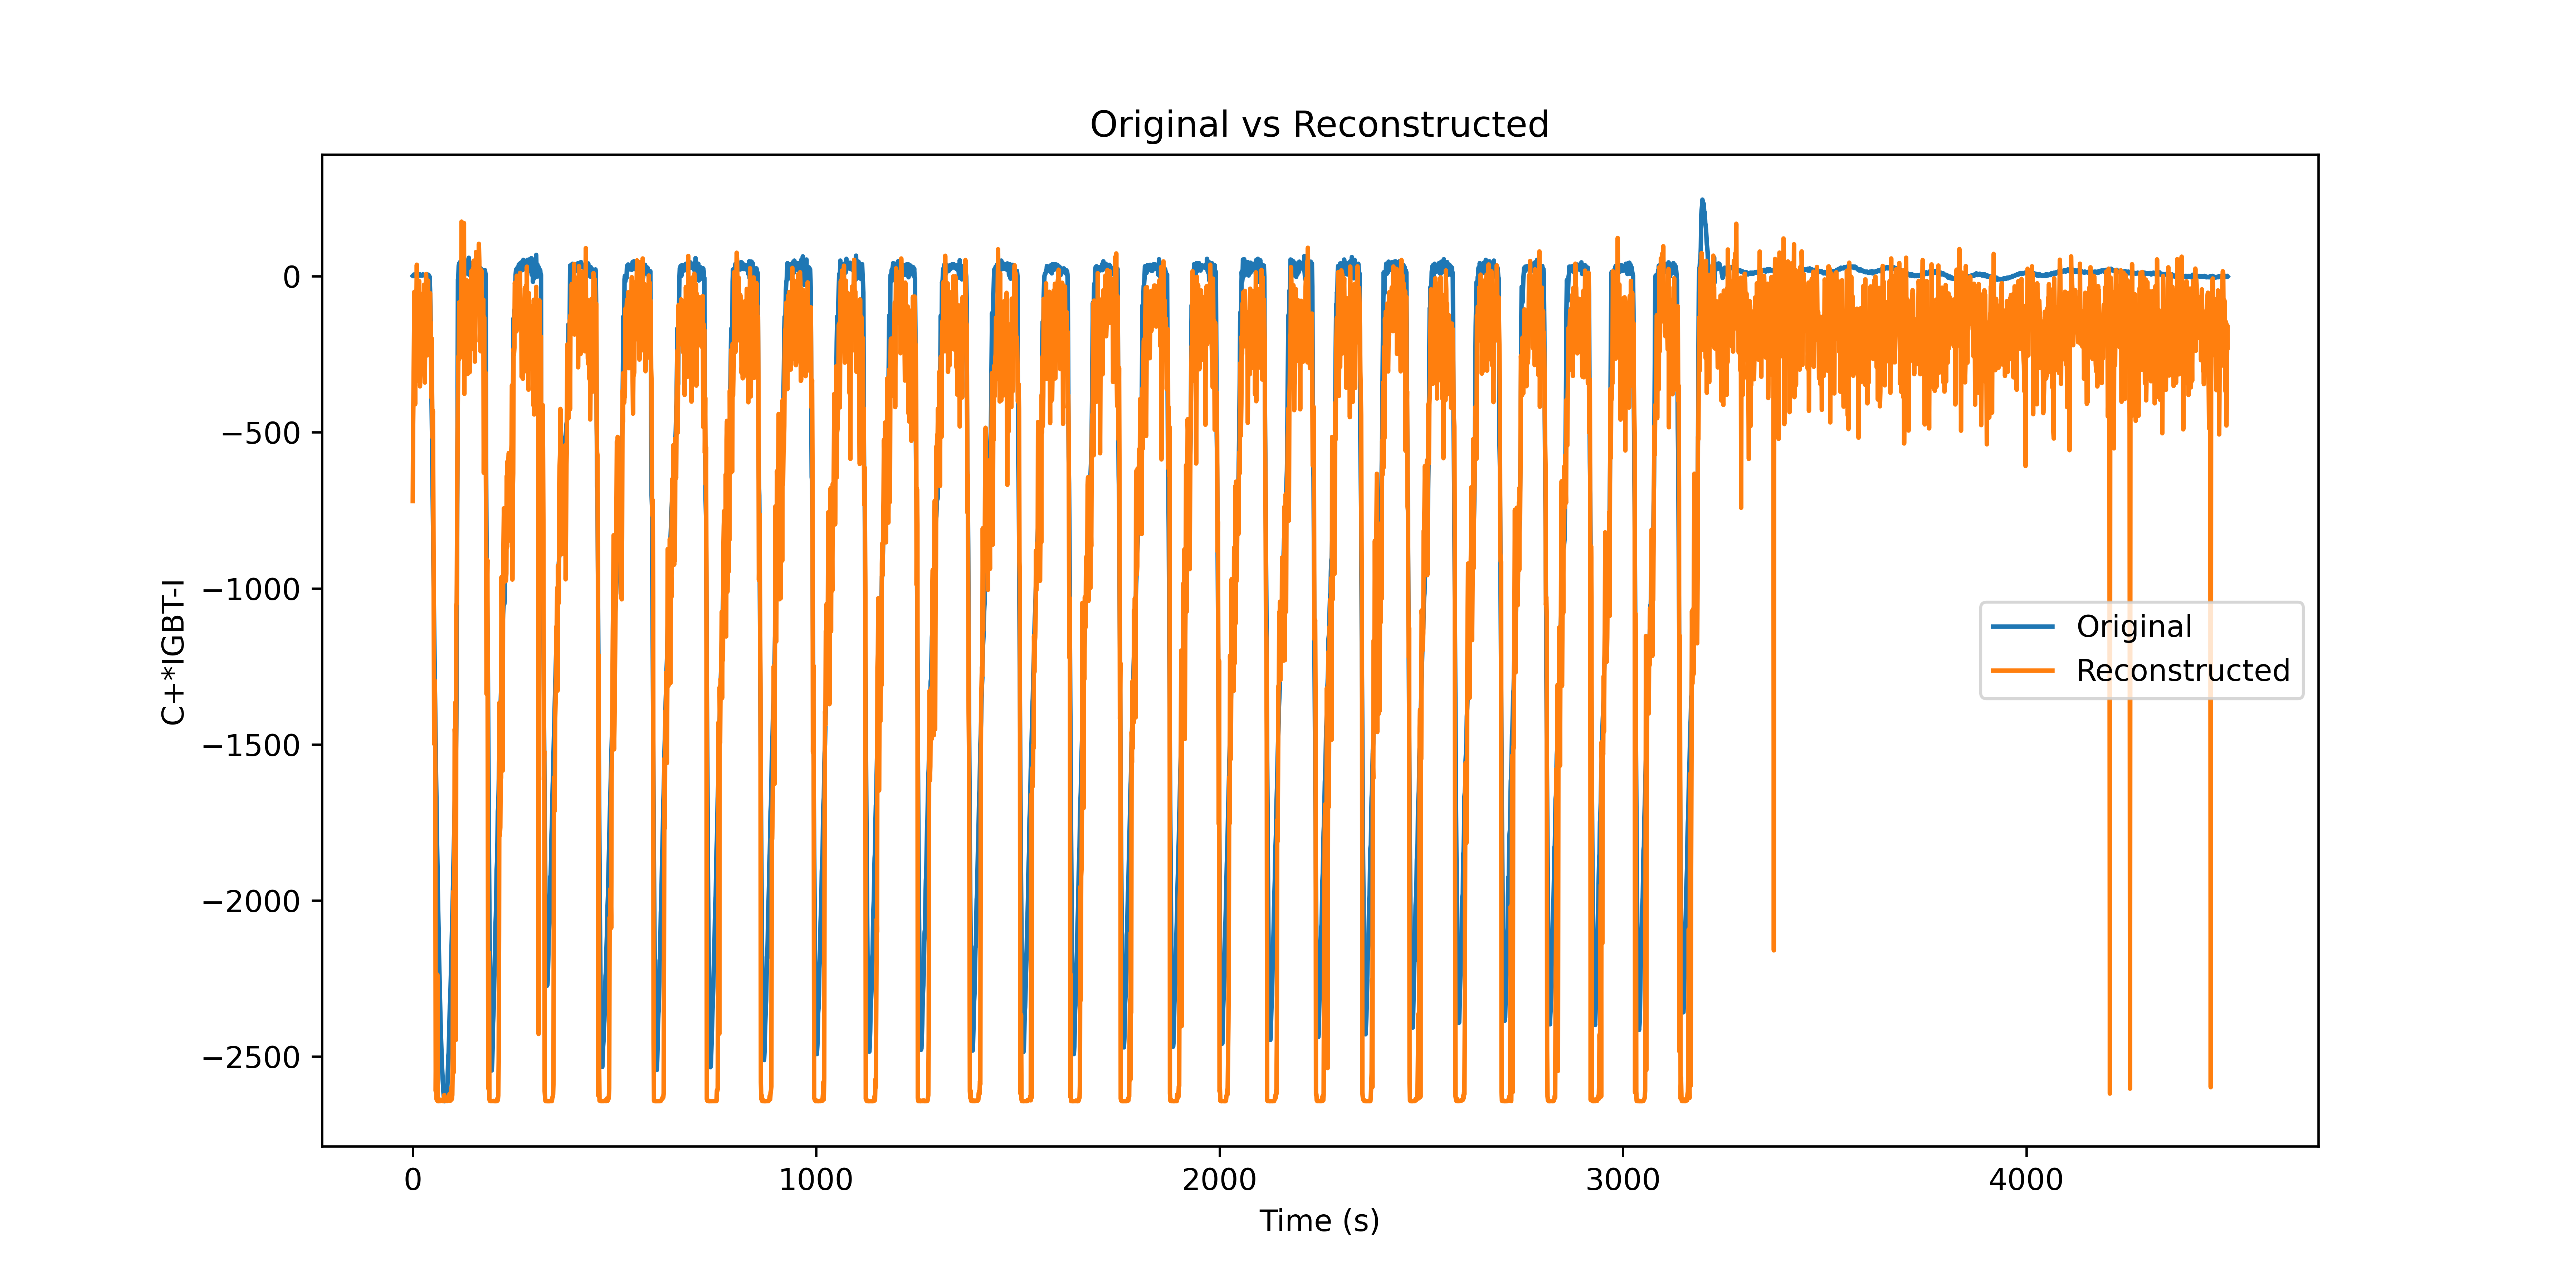 Original vs Reconstructed
C+*IGBT-I
0
−500
−1000
−1500
−2000
−2500
Original
Reconstructed
0 1000 2000 3000 4000
Time (s)